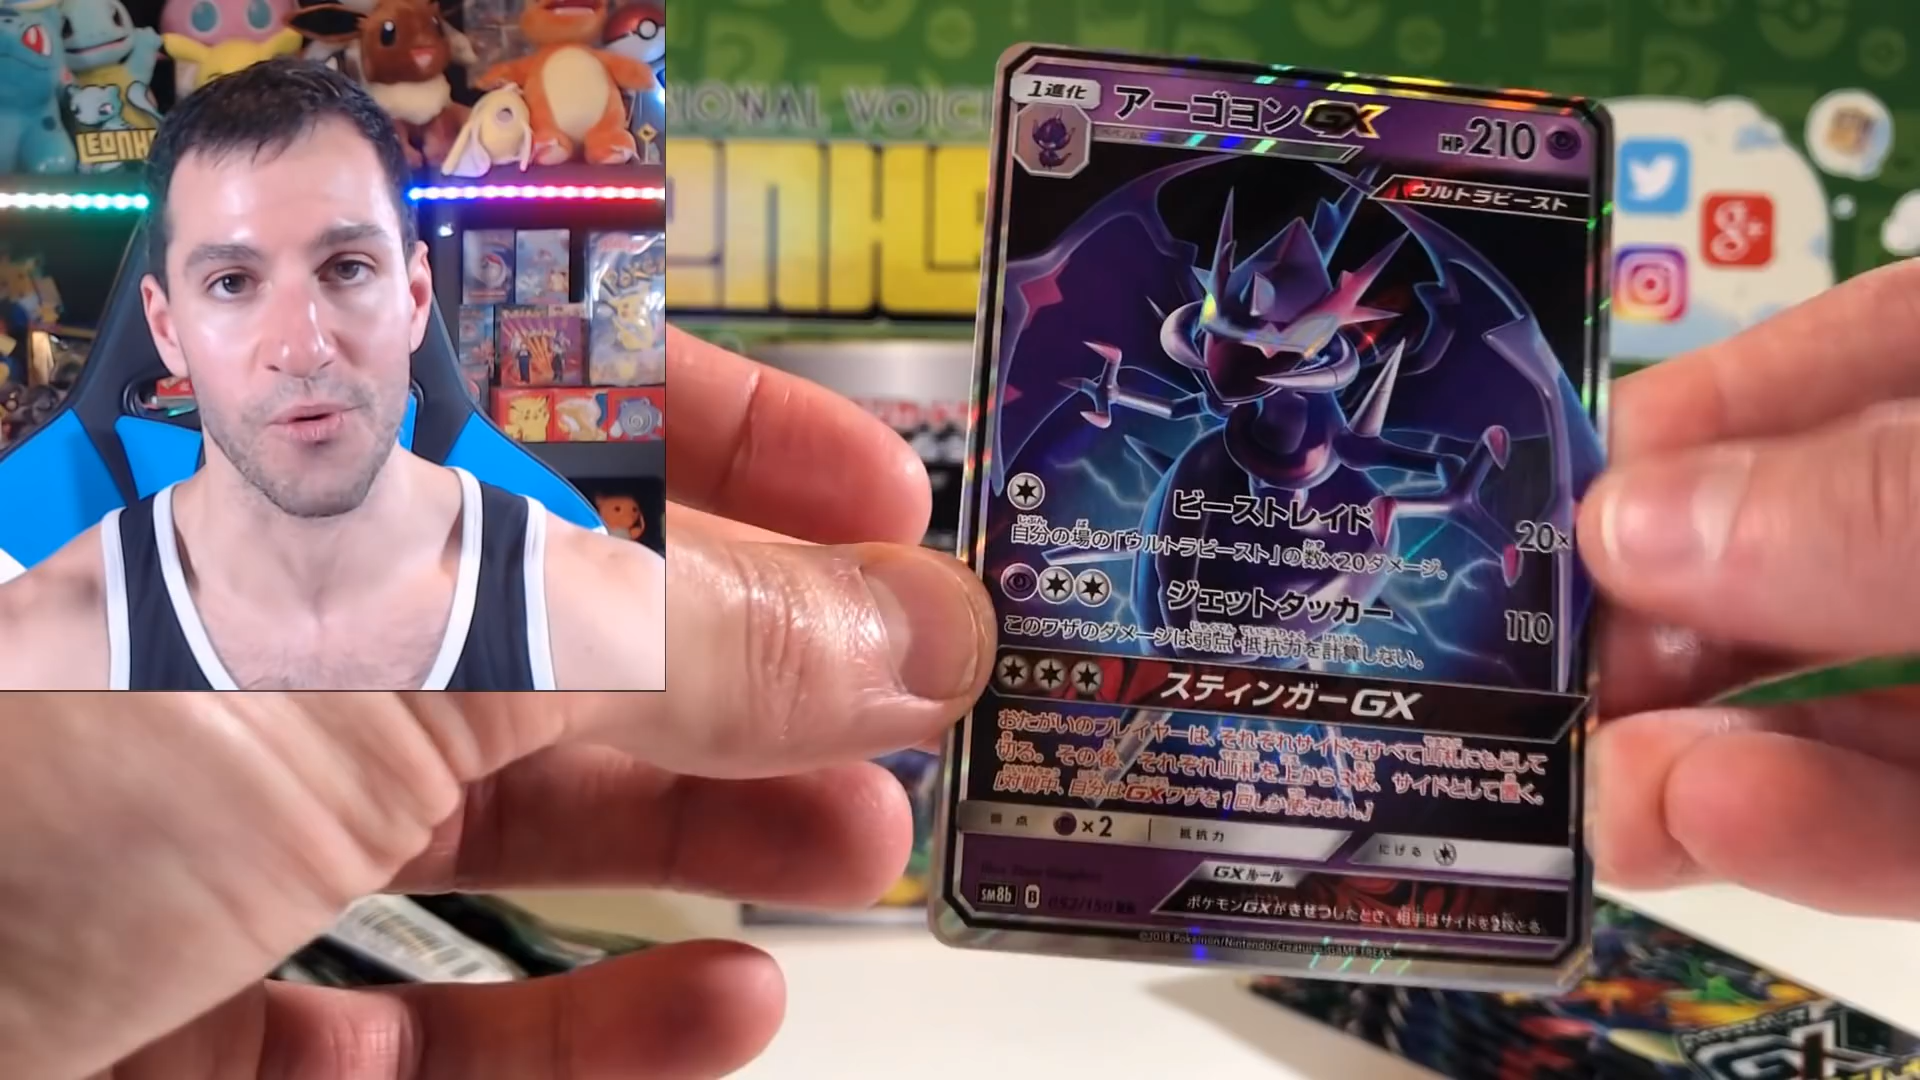 LEONHA
SIONAL VOIC
1進化
アーゴヨンGX
HP210
ウルトラビースト
g+
ビーストレイド
20×
自分の場の「ウルトラビースト」の数×20ダメージ。
ジェットタッカー
110
このワザのダメージは弱点・抵抗力を計算しない。
スティンガーGX
おたがいのプレイヤーは、それぞれサイドをすべて山札にもどして
切る。その後、それぞれ山札を上から3枚、サイドとして置く。
[対戦中、自分はGXワザを1回しか使えない。]
弱点 ×2 抵抗力 にげる
GXルール
SM8b
ポケモンGXがきぜつしたとき、相手はサイドを2枚とる。
©2018 Pokémon/Nintendo/Creatures/GAME FREAK
GX